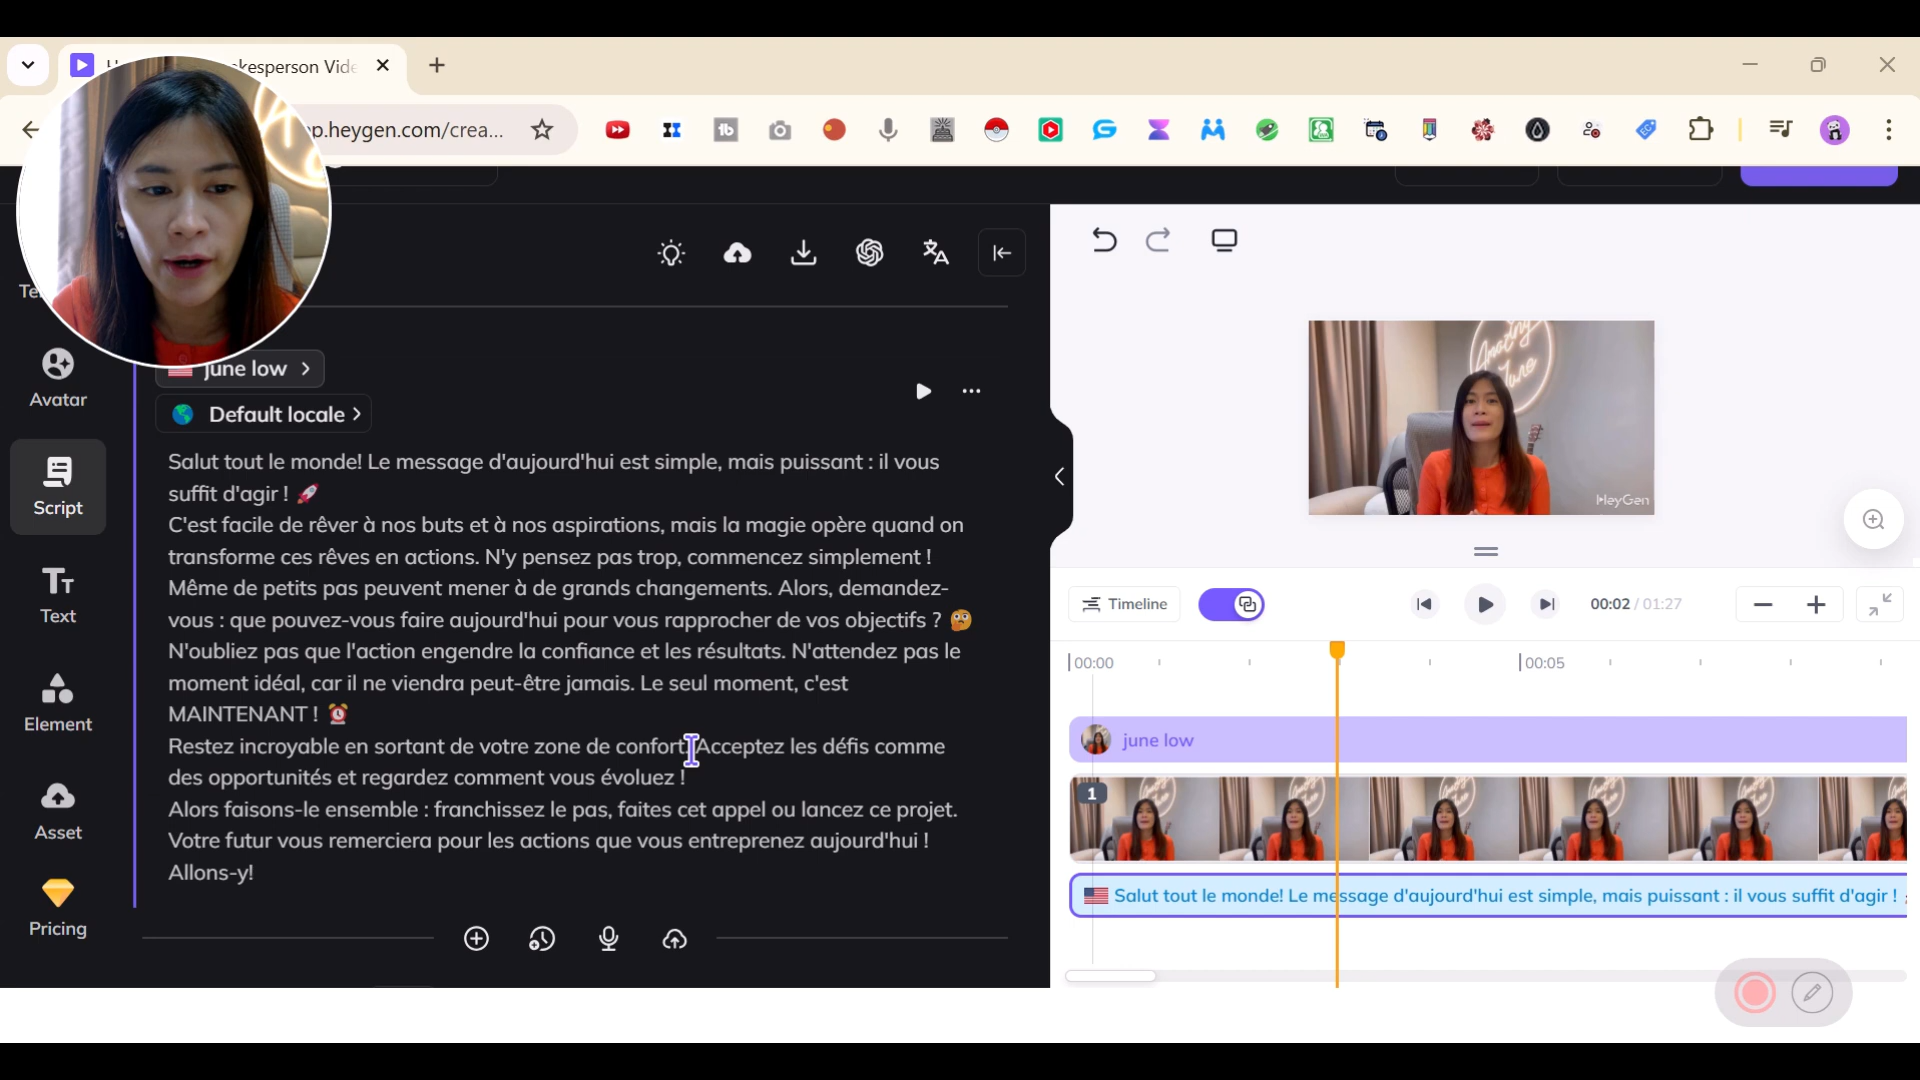 kesperson Vide
p.heygen.com/crea...
Avatar
Script
Text
Element
Asset
Pricing
june low
Default locale
Salut tout le monde! Le message d'aujourd'hui est simple, mais puissant : il vous
suffit d'agir ! 🚀
C'est facile de rêver à nos buts et à nos aspirations, mais la magie opère quand on
transforme ces rêves en actions. N'y pensez pas trop, commencez simplement !
Même de petits pas peuvent mener à de grands changements. Alors, demandez-
vous : que pouvez-vous faire aujourd'hui pour vous rapprocher de vos objectifs ? 🤔
N'oubliez pas que l'action engendre la confiance et les résultats. N'attendez pas le
moment idéal, car il ne viendra peut-être jamais. Le seul moment, c'est
MAINTENANT ! ⏰
Restez incroyable en sortant de votre zone de confort. Acceptez les défis comme
des opportunités et regardez comment vous évoluez !
Alors faisons-le ensemble : franchissez le pas, faites cet appel ou lancez ce projet.
Votre futur vous remerciera pour les actions que vous entreprenez aujourd'hui !
Allons-y!
Amazing
June
HeyGen
Timeline
00:02 / 01:27
00:00
00:05
june low
1
Salut tout le monde! Le message d'aujourd'hui est simple, mais puissant : il vous suffit d'agir !